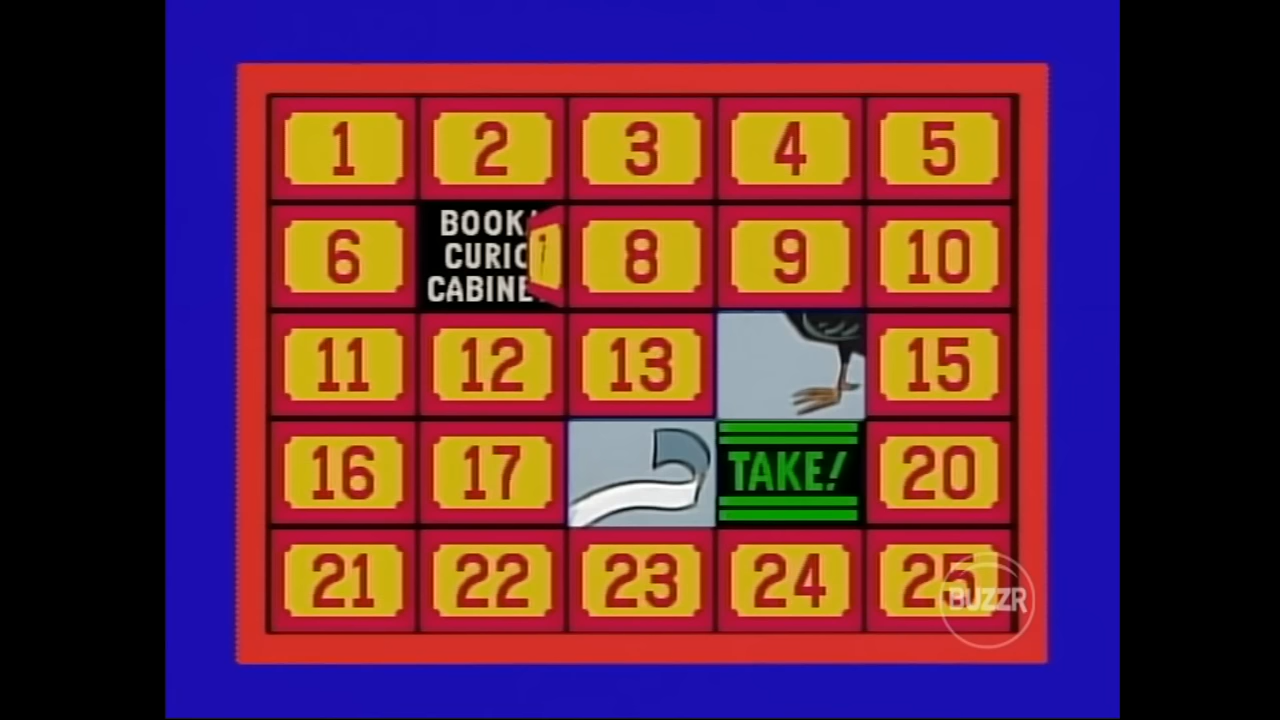 1 2 3 4 5
6 BOOK/ CURIO CABINE 7 8 9 10
11 12 13 15
16 17 TAKE! 20
21 22 23 24 25
BUZZR